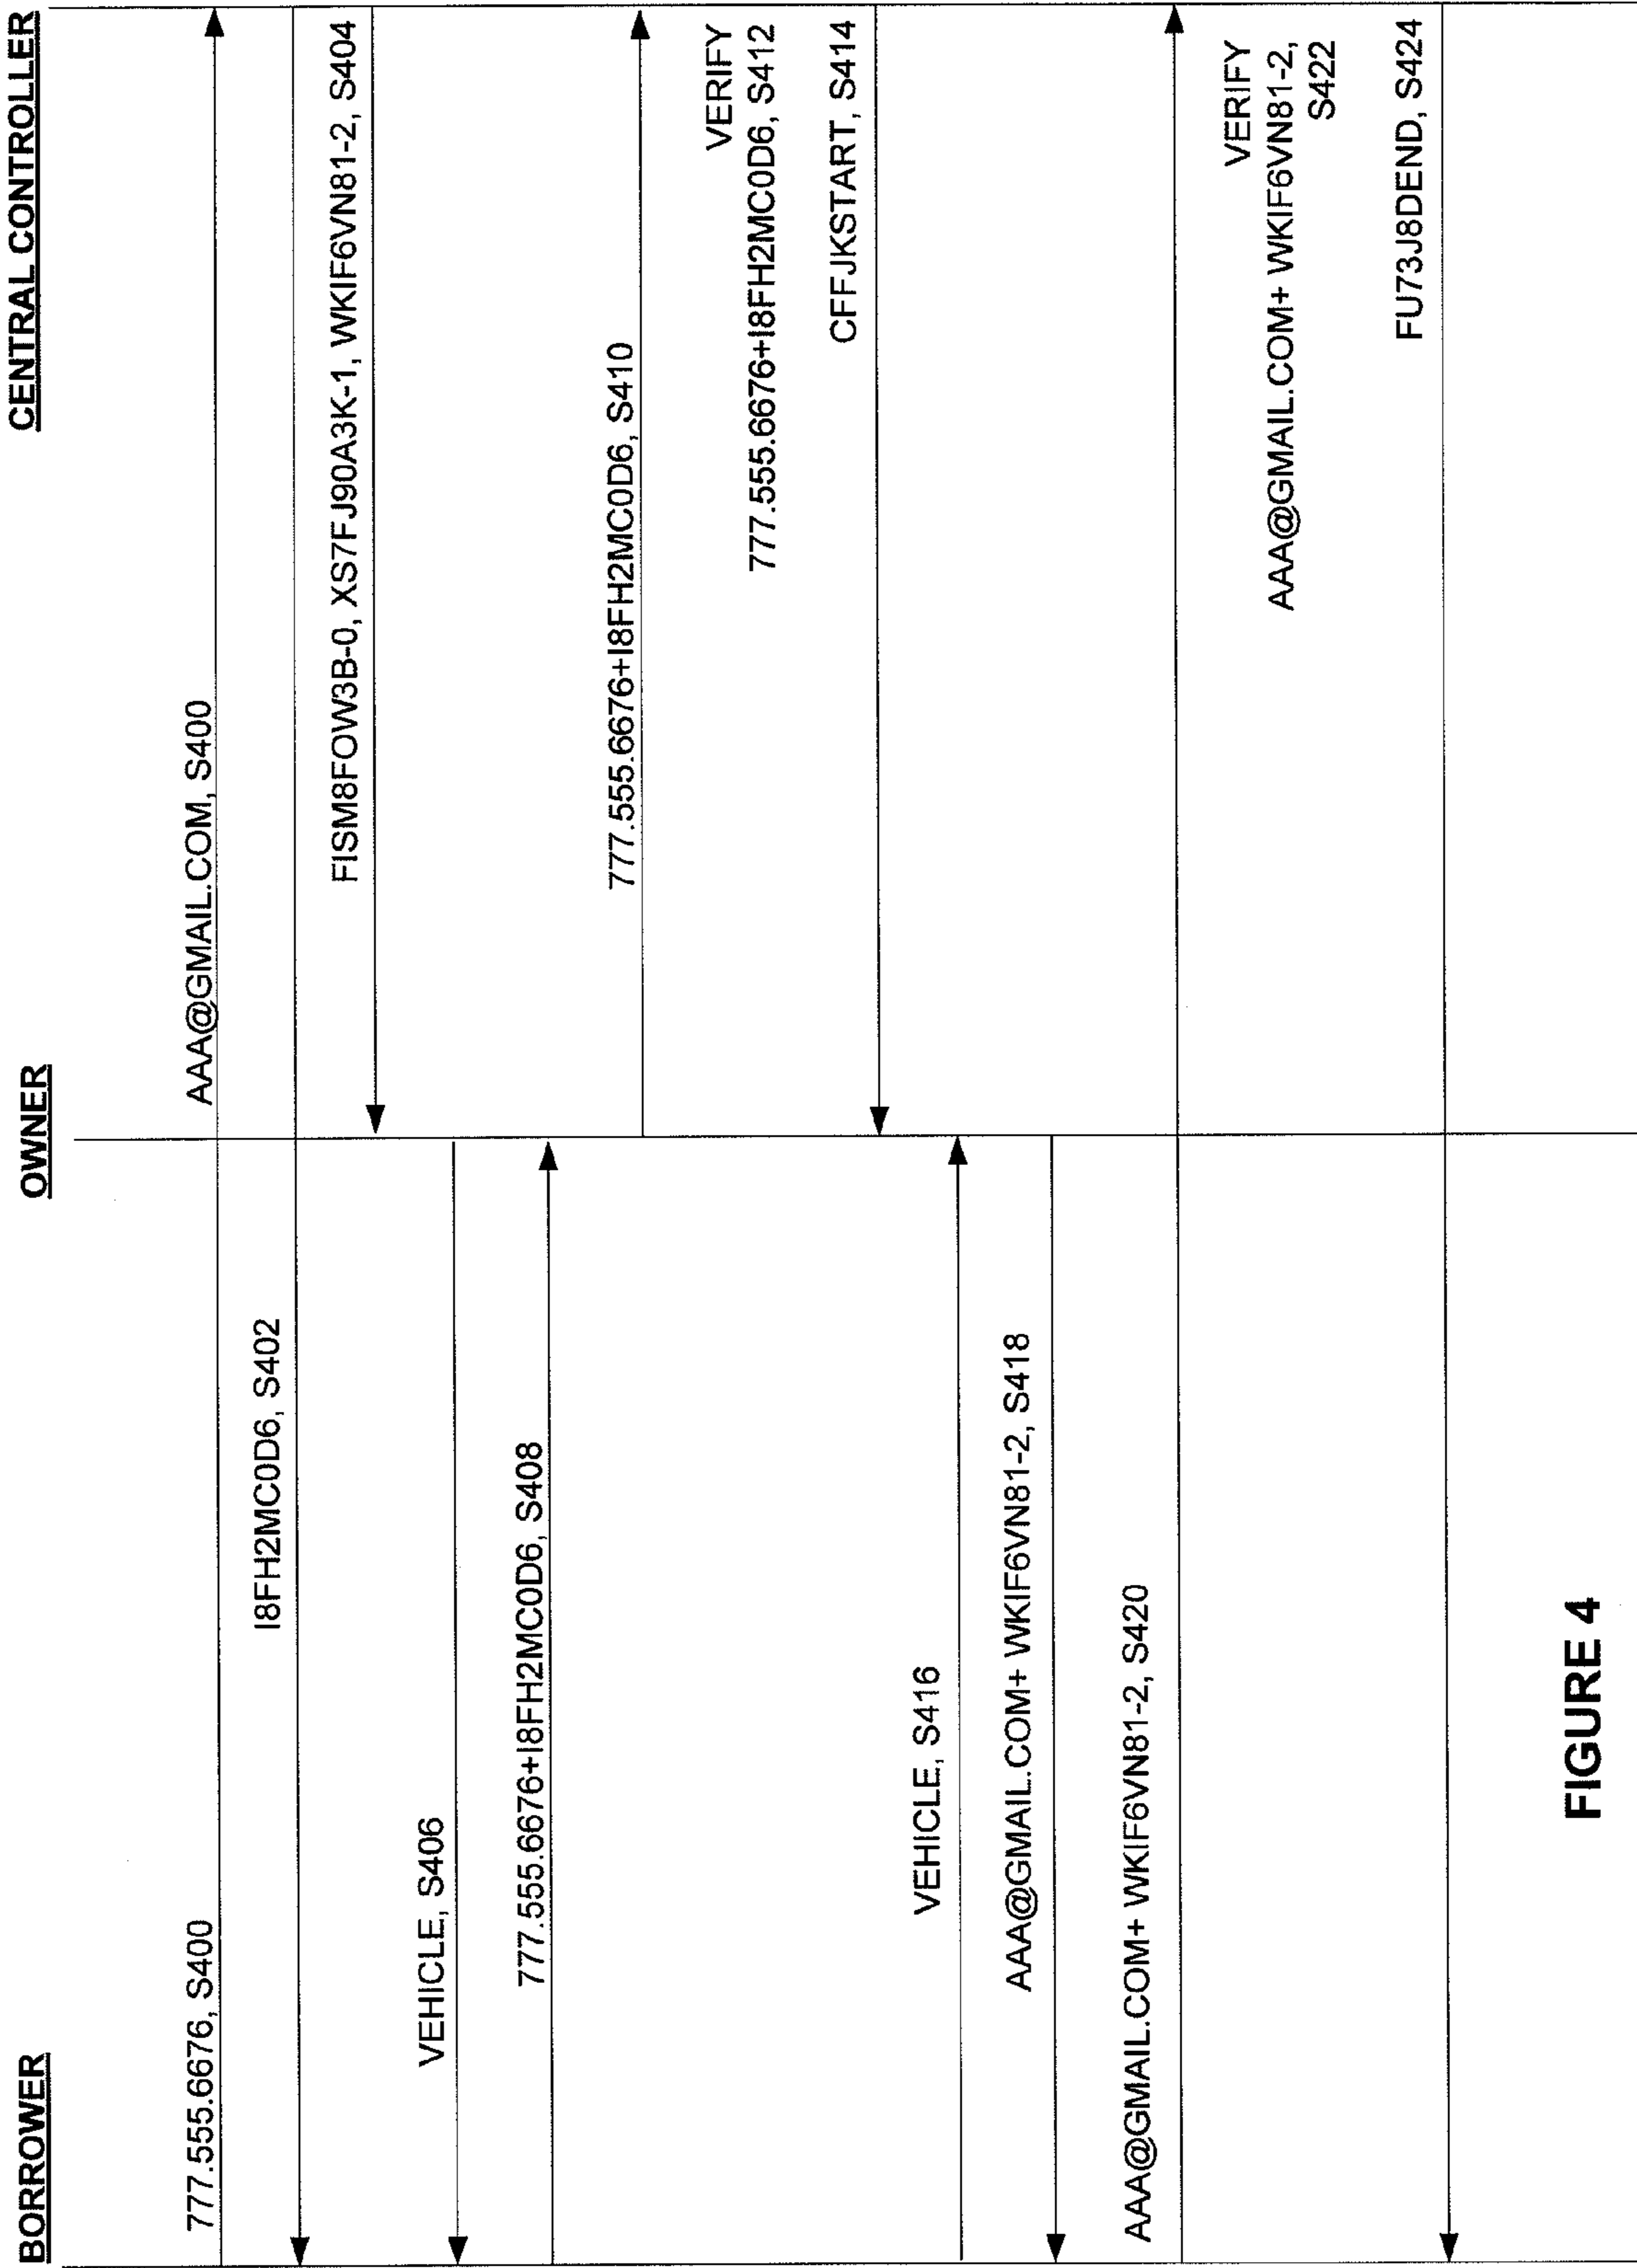 BORROWER
OWNER
CENTRAL CONTROLLER
777.555.6676, S400
AAA@GMAIL.COM, S400
I8FH2MC0D6, S402
FISM8FOW3B-0, XS7FJ90A3K-1, WKIF6VN81-2, S404
VEHICLE, S406
777.555.6676+I8FH2MC0D6, S408
777.555.6676+I8FH2MC0D6, S410
VERIFY
777.555.6676+I8FH2MC0D6, S412
CFFJKSTART, S414
VEHICLE, S416
AAA@GMAIL.COM+ WKIF6VN81-2, S418
AAA@GMAIL.COM+ WKIF6VN81-2, S420
VERIFY
AAA@GMAIL.COM+ WKIF6VN81-2,
S422
FU73J8DEND, S424
FIGURE 4